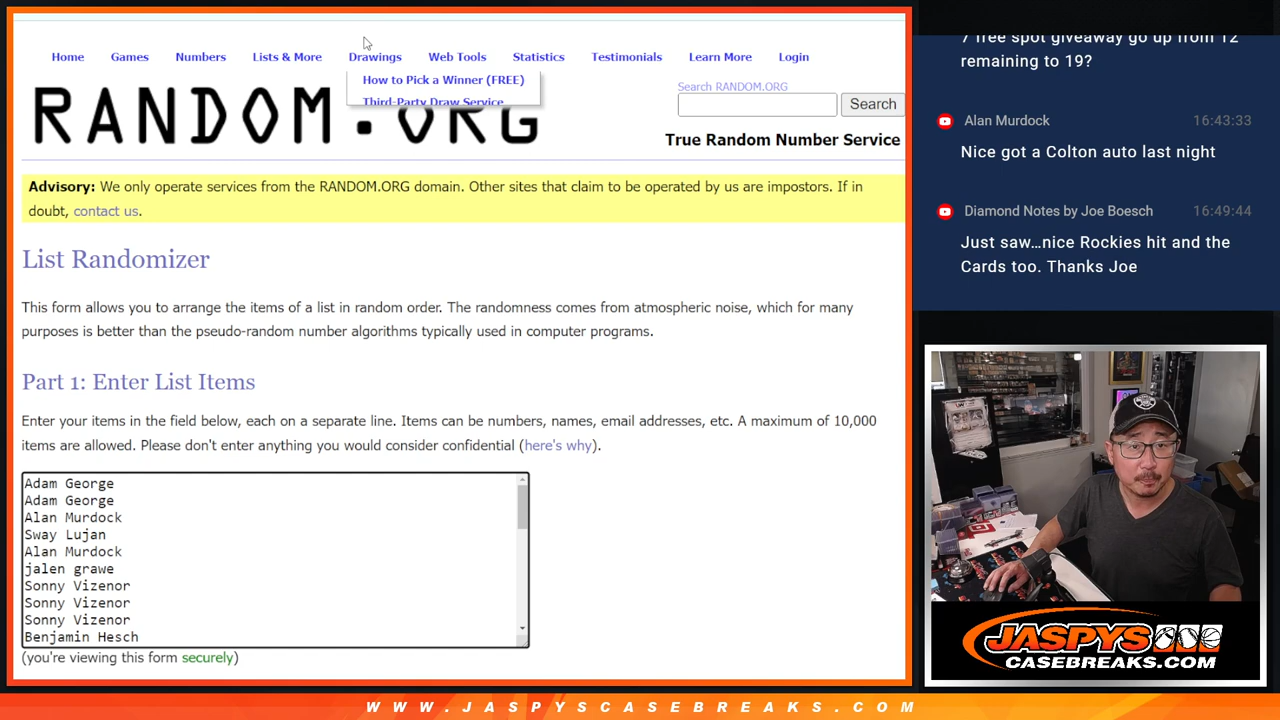 Home Games Numbers Lists & More Drawings Web Tools Statistics Testimonials Learn More Login
How to Pick a Winner (FREE)
Third-Party Draw Service
RANDOM.ORG
Search RANDOM.ORG
Search
True Random Number Service
Advisory: We only operate services from the RANDOM.ORG domain. Other sites that claim to be operated by us are impostors. If in
doubt, contact us.
List Randomizer
This form allows you to arrange the items of a list in random order. The randomness comes from atmospheric noise, which for many
purposes is better than the pseudo-random number algorithms typically used in computer programs.
Part 1: Enter List Items
Enter your items in the field below, each on a separate line. Items can be numbers, names, email addresses, etc. A maximum of 10,000
items are allowed. Please don't enter anything you would consider confidential (here's why).
Adam George
Adam George
Alan Murdock
Sway Lujan
Alan Murdock
jalen grawe
Sonny Vizenor
Sonny Vizenor
Sonny Vizenor
Benjamin Hesch
(you're viewing this form securely)
7 free spot giveaway go up from 12
remaining to 19?
Alan Murdock 16:43:33
Nice got a Colton auto last night
Diamond Notes by Joe Boesch 16:49:44
Just saw...nice Rockies hit and the
Cards too. Thanks Joe
JASPYS
CASEBREAKS.COM
WWW.JASPYSCASEBREAKS.COM